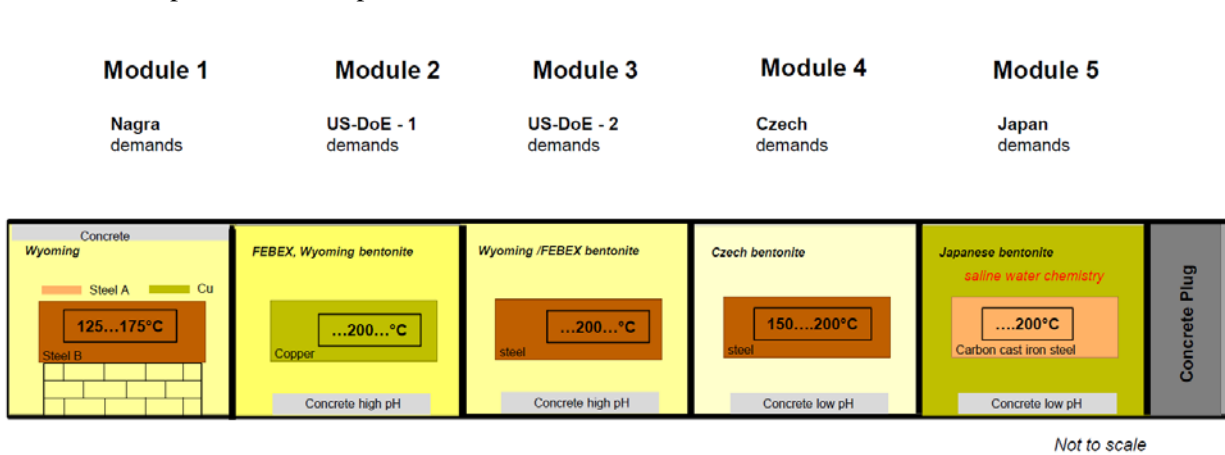 Module 1
Module 2
Module 3
Module 4
Module 5
Nagra
demands
US-DoE - 1
demands
US-DoE - 2
demands
Czech
demands
Japan
demands
Concrete
Wyoming
Steel A
Cu
125...175°C
Steel B
FEBEX, Wyoming bentonite
...200...°C
Copper
Concrete high pH
Wyoming /FEBEX bentonite
...200...°C
steel
Concrete high pH
Czech bentonite
150....200°C
steel
Concrete low pH
Japanese bentonite
saline water chemistry
....200°C
Carbon cast iron steel
Concrete low pH
Concrete Plug
Not to scale